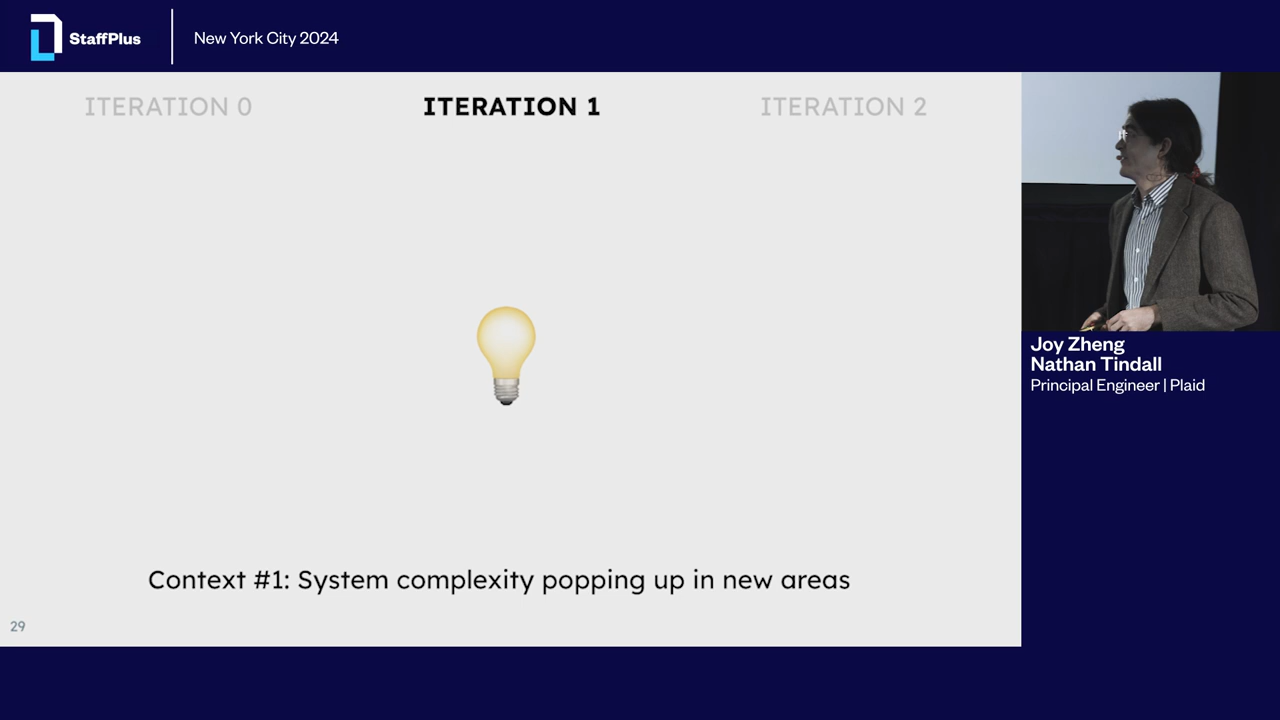 StaffPlus
New York City 2024
ITERATION 0
ITERATION 1
ITERATION 2
Joy Zheng
Nathan Tindall
Principal Engineer | Plaid
Context #1: System complexity popping up in new areas
29